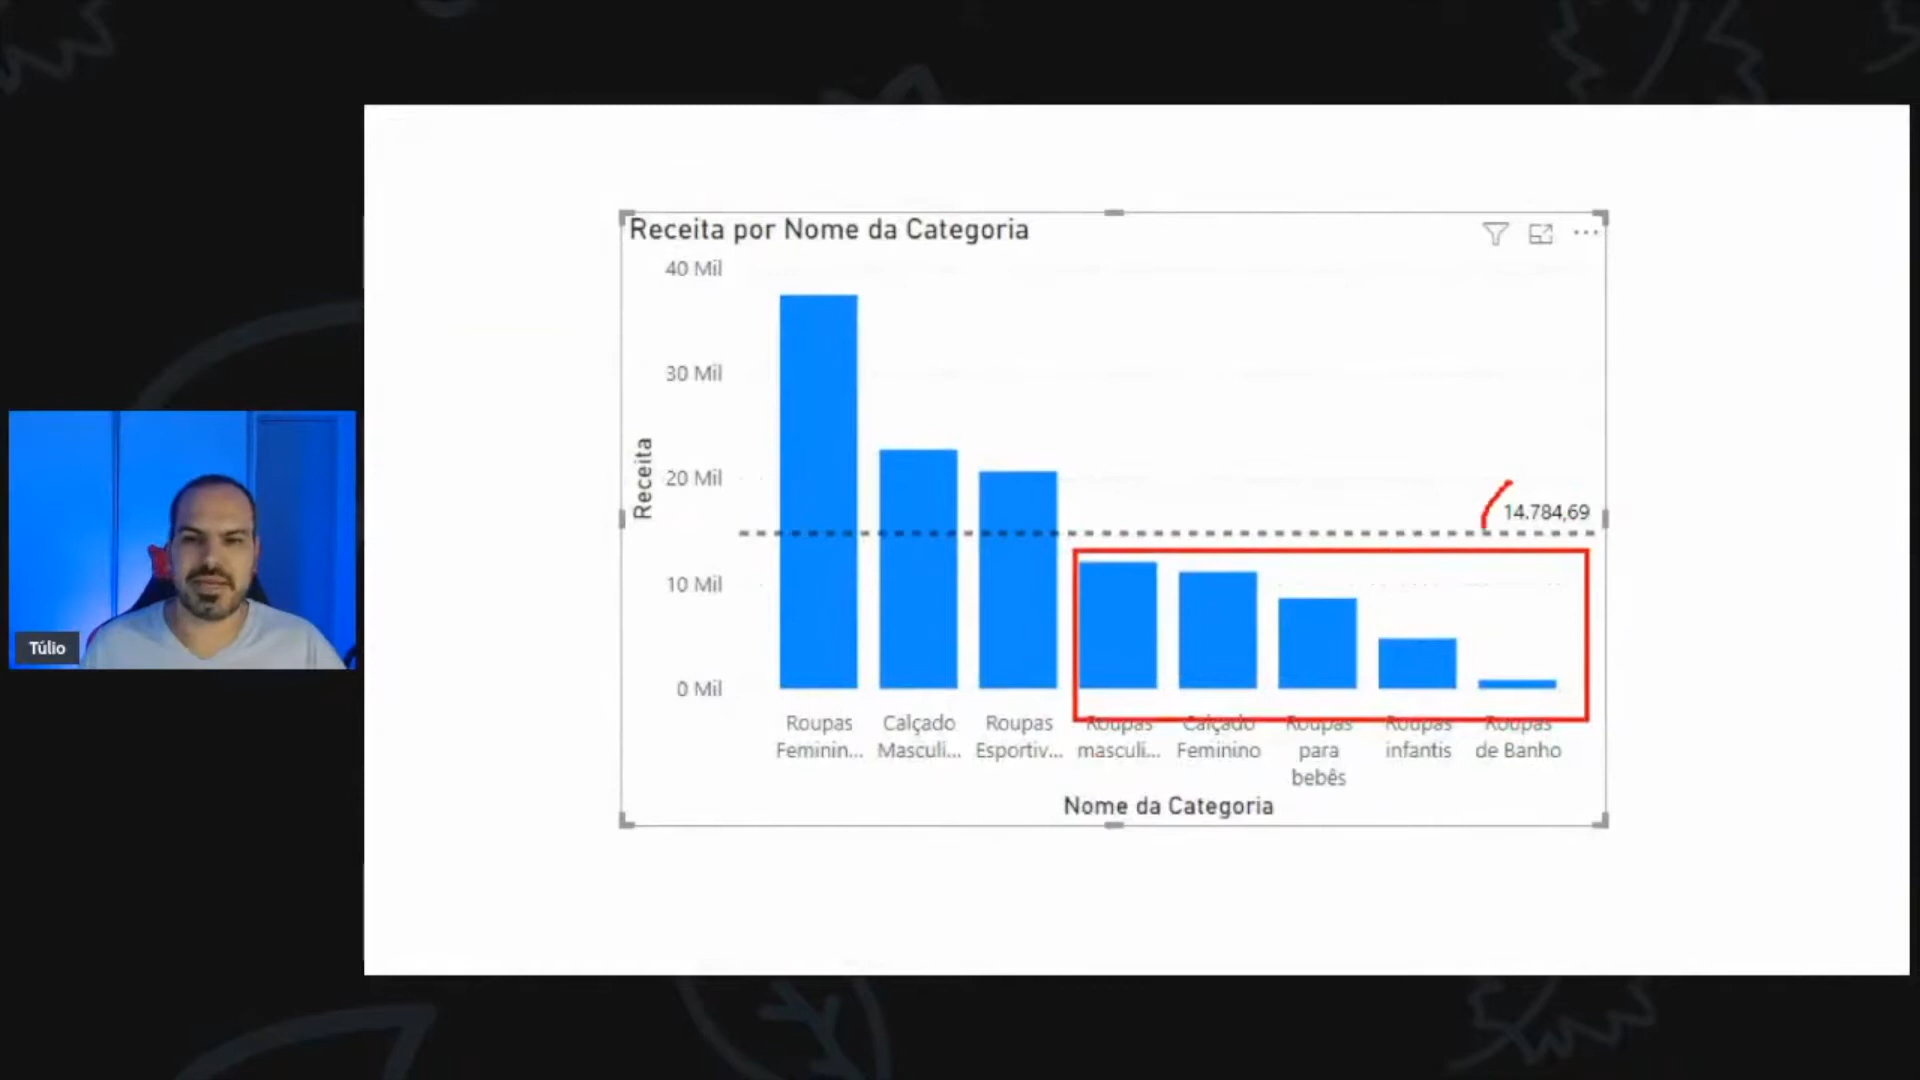 Receita por Nome da Categoria
40 Mil
30 Mil
20 Mil
10 Mil
0 Mil
Receita
14.784,69
Roupas Feminin...
Calçado Masculi...
Roupas Esportiv...
Roupas masculi...
Calçado Feminino
Roupas para bebês
Roupas infantis
Roupas de Banho
Nome da Categoria
Túlio